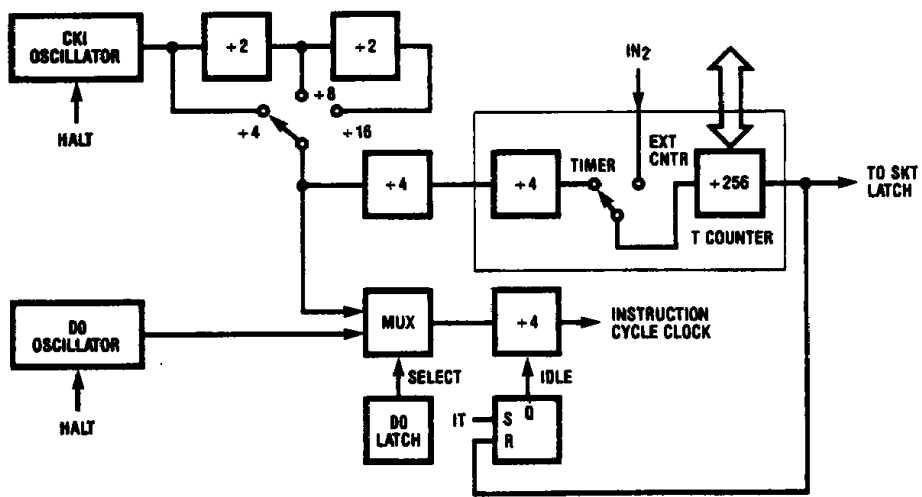 CKI
OSCILLATOR
÷2
÷2
HALT
÷4
÷8
÷16
IN2
÷4
÷4
TIMER
EXT
CNTR
÷256
T COUNTER
TO SKT
LATCH
D0
OSCILLATOR
HALT
MUX
SELECT
D0
LATCH
÷4
INSTRUCTION
CYCLE CLOCK
IDLE
IT
S
Q
R